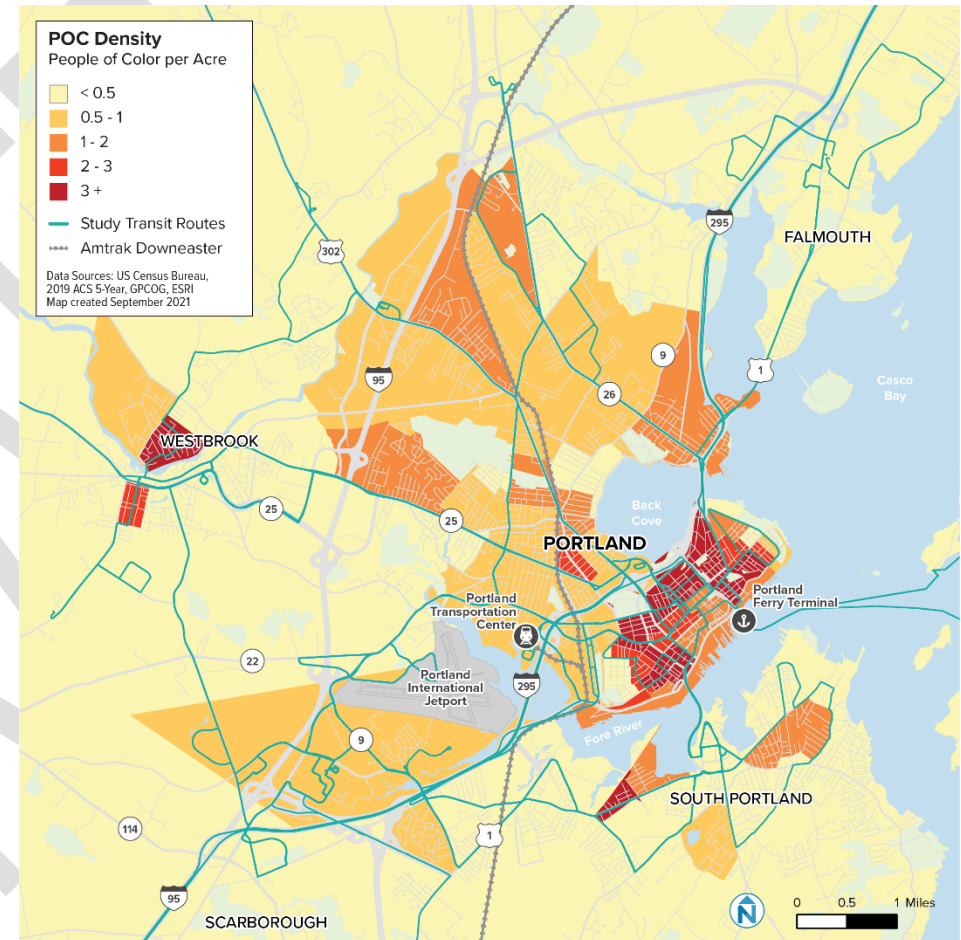 POC Density
People of Color per Acre
< 0.5
0.5 - 1
1 - 2
2 - 3
3 +
Study Transit Routes
Amtrak Downeaster
Data Sources: US Census Bureau,
2019 ACS 5-Year, GPCOG, ESRI
Map created September 2021
302
295
FALMOUTH
9
1
95
26
Casco
Bay
WESTBROOK
25
25
Back
Cove
PORTLAND
Portland
Transportation
Center
Portland
Ferry Terminal
22
Portland
International
Jetport
295
9
Fore River
SOUTH PORTLAND
114
1
95
SCARBOROUGH
N
0 0.5 1 Miles